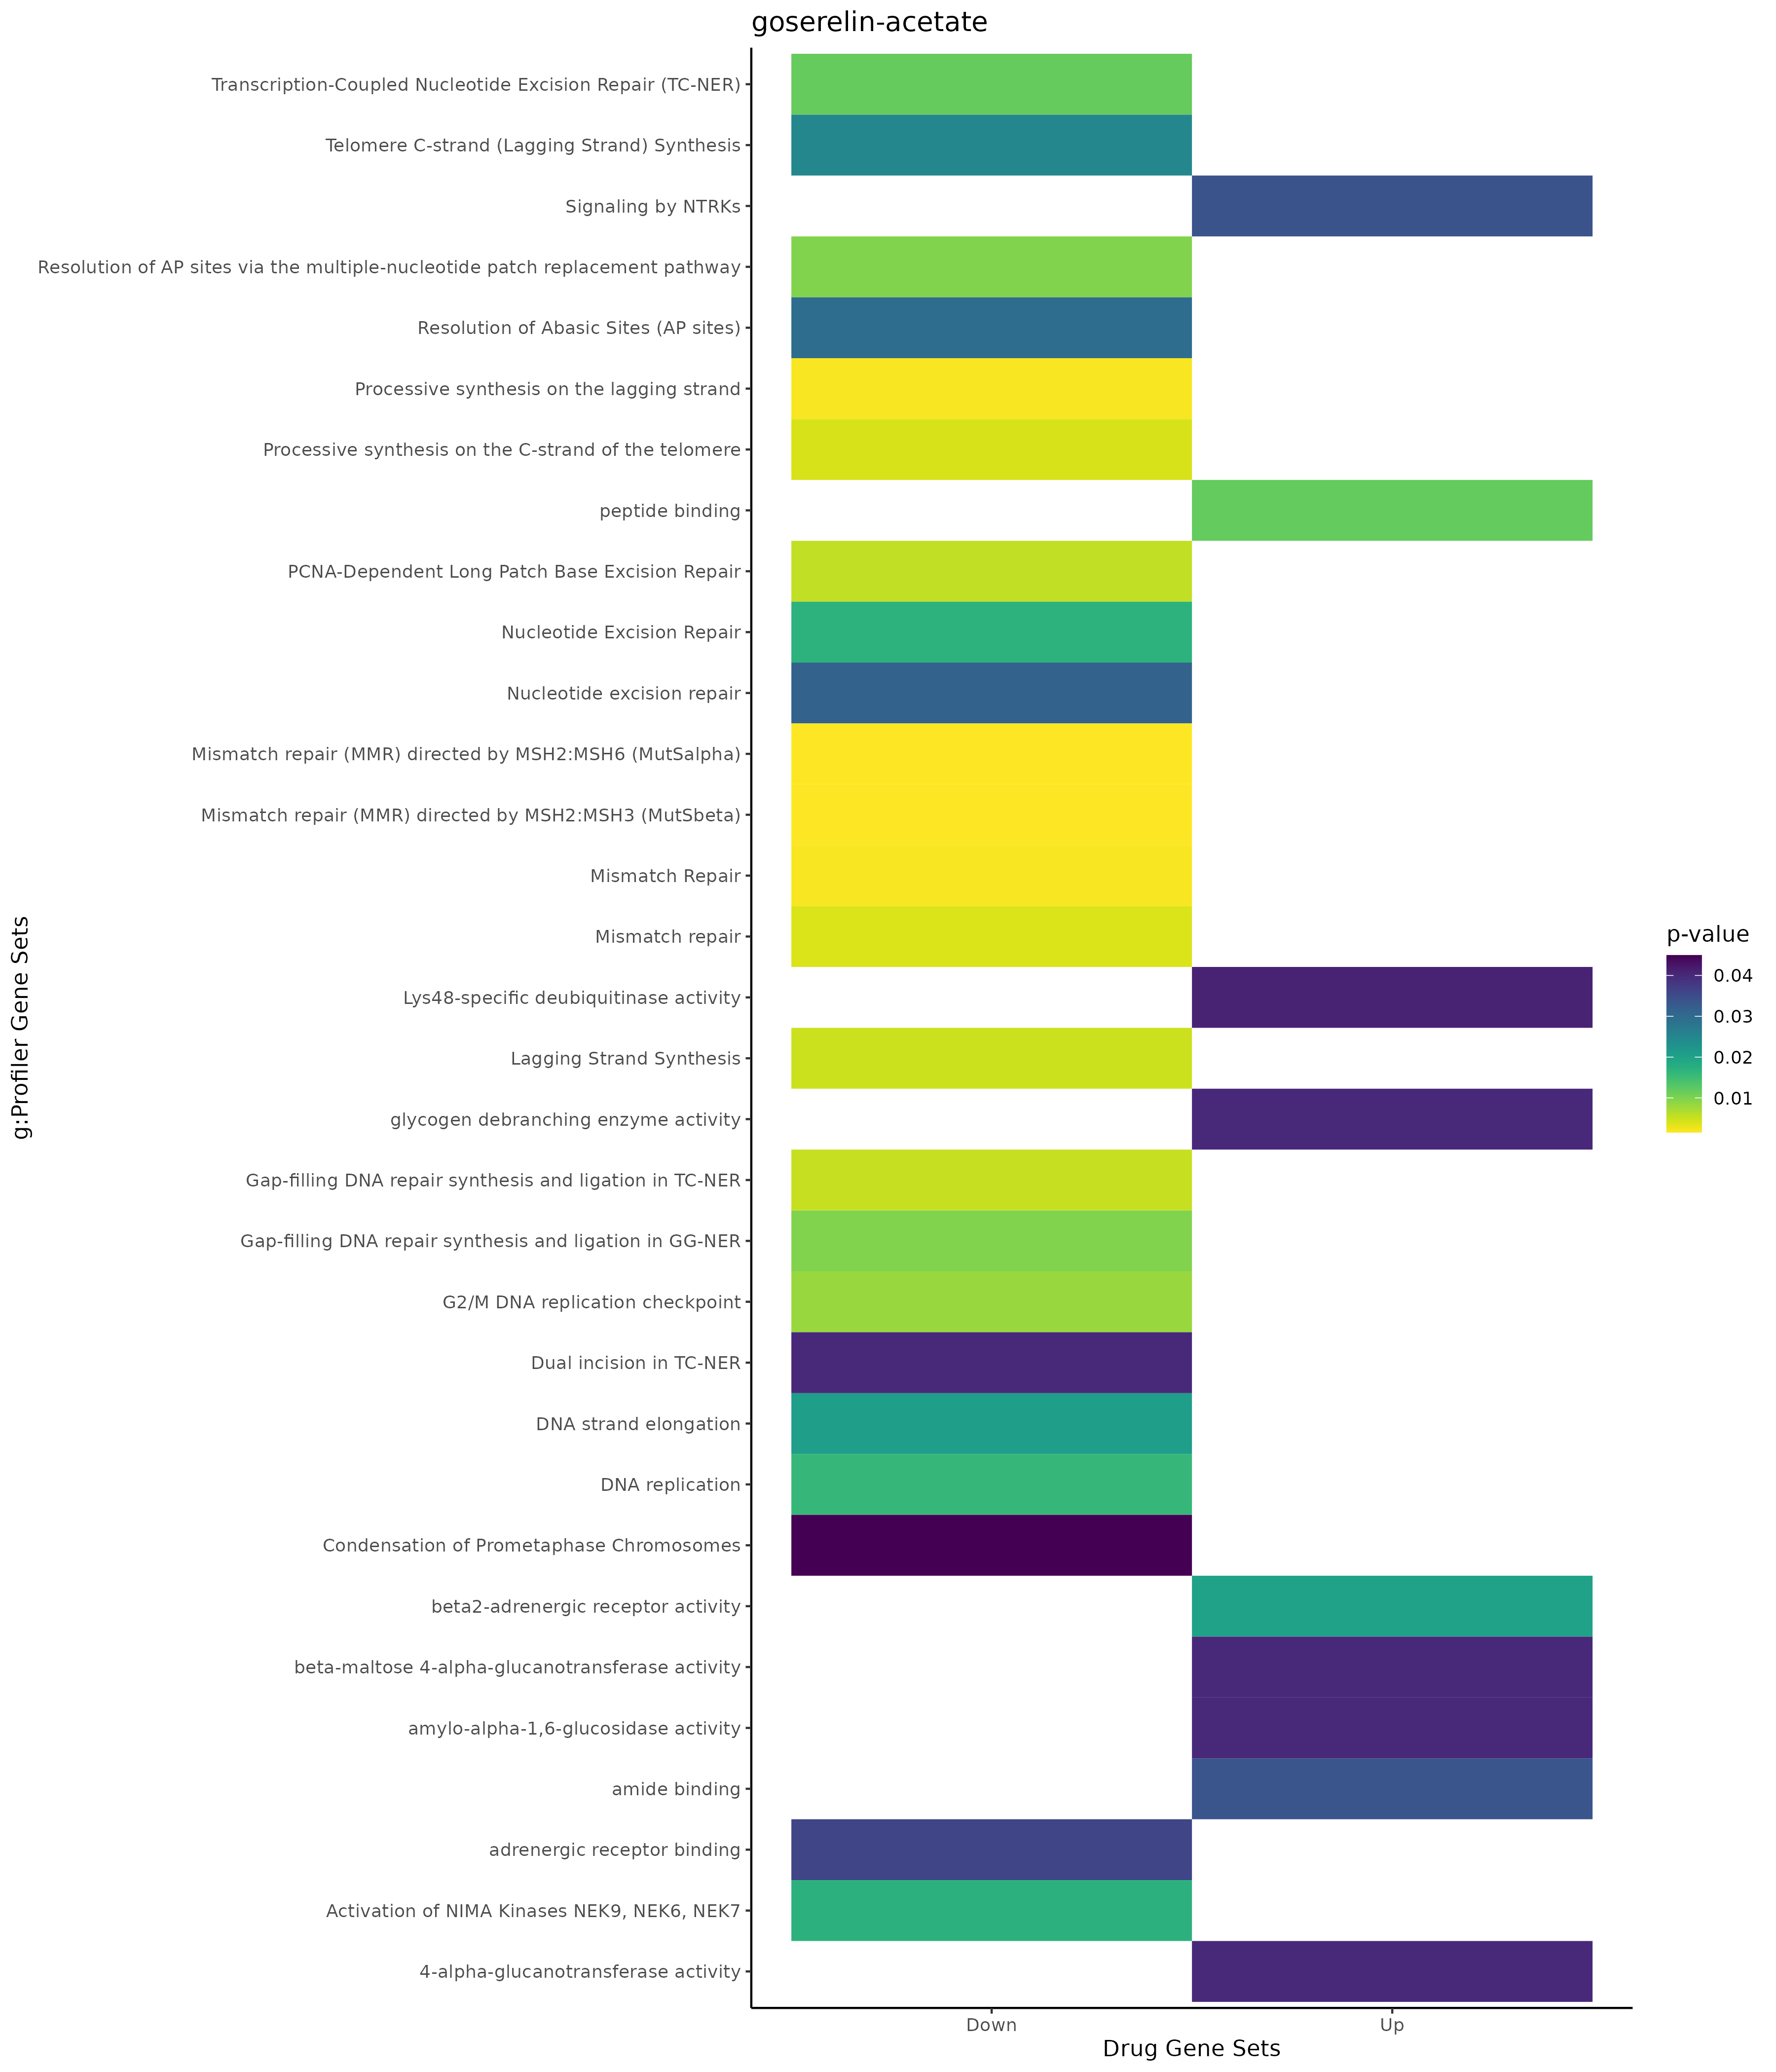 goserelin-acetate
Transcription-Coupled Nucleotide Excision Repair (TC-NER)
Telomere C-strand (Lagging Strand) Synthesis
Signaling by NTRKs
Resolution of AP sites via the multiple-nucleotide patch replacement pathway
Resolution of Abasic Sites (AP sites)
Processive synthesis on the lagging strand
Processive synthesis on the C-strand of the telomere
peptide binding
PCNA-Dependent Long Patch Base Excision Repair
Nucleotide Excision Repair
Nucleotide excision repair
Mismatch repair (MMR) directed by MSH2:MSH6 (MutSalpha)
Mismatch repair (MMR) directed by MSH2:MSH3 (MutSbeta)
Mismatch Repair
Mismatch repair
Lys48-specific deubiquitinase activity
Lagging Strand Synthesis
glycogen debranching enzyme activity
Gap-filling DNA repair synthesis and ligation in TC-NER
Gap-filling DNA repair synthesis and ligation in GG-NER
G2/M DNA replication checkpoint
Dual incision in TC-NER
DNA strand elongation
DNA replication
Condensation of Prometaphase Chromosomes
beta2-adrenergic receptor activity
beta-maltose 4-alpha-glucanotransferase activity
amylo-alpha-1,6-glucosidase activity
amide binding
adrenergic receptor binding
Activation of NIMA Kinases NEK9, NEK6, NEK7
4-alpha-glucanotransferase activity
g:Profiler Gene Sets
Down
Up
Drug Gene Sets
p-value
0.04
0.03
0.02
0.01